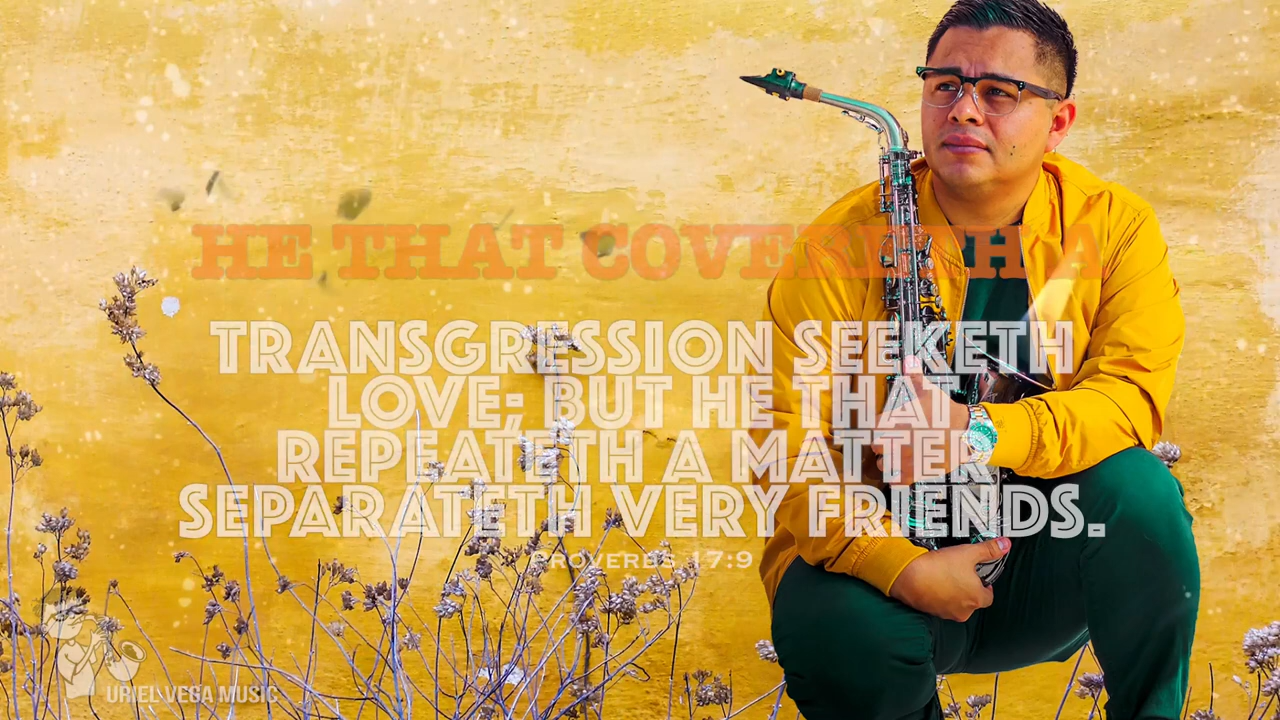 HE THAT COVERETH A
TRANSGRESSION SEEKETH
LOVE; BUT HE THAT
REPEATETH A MATTER
SEPARATETH VERY FRIENDS.
PROVERBS 17:9
URIEL VEGA MUSIC